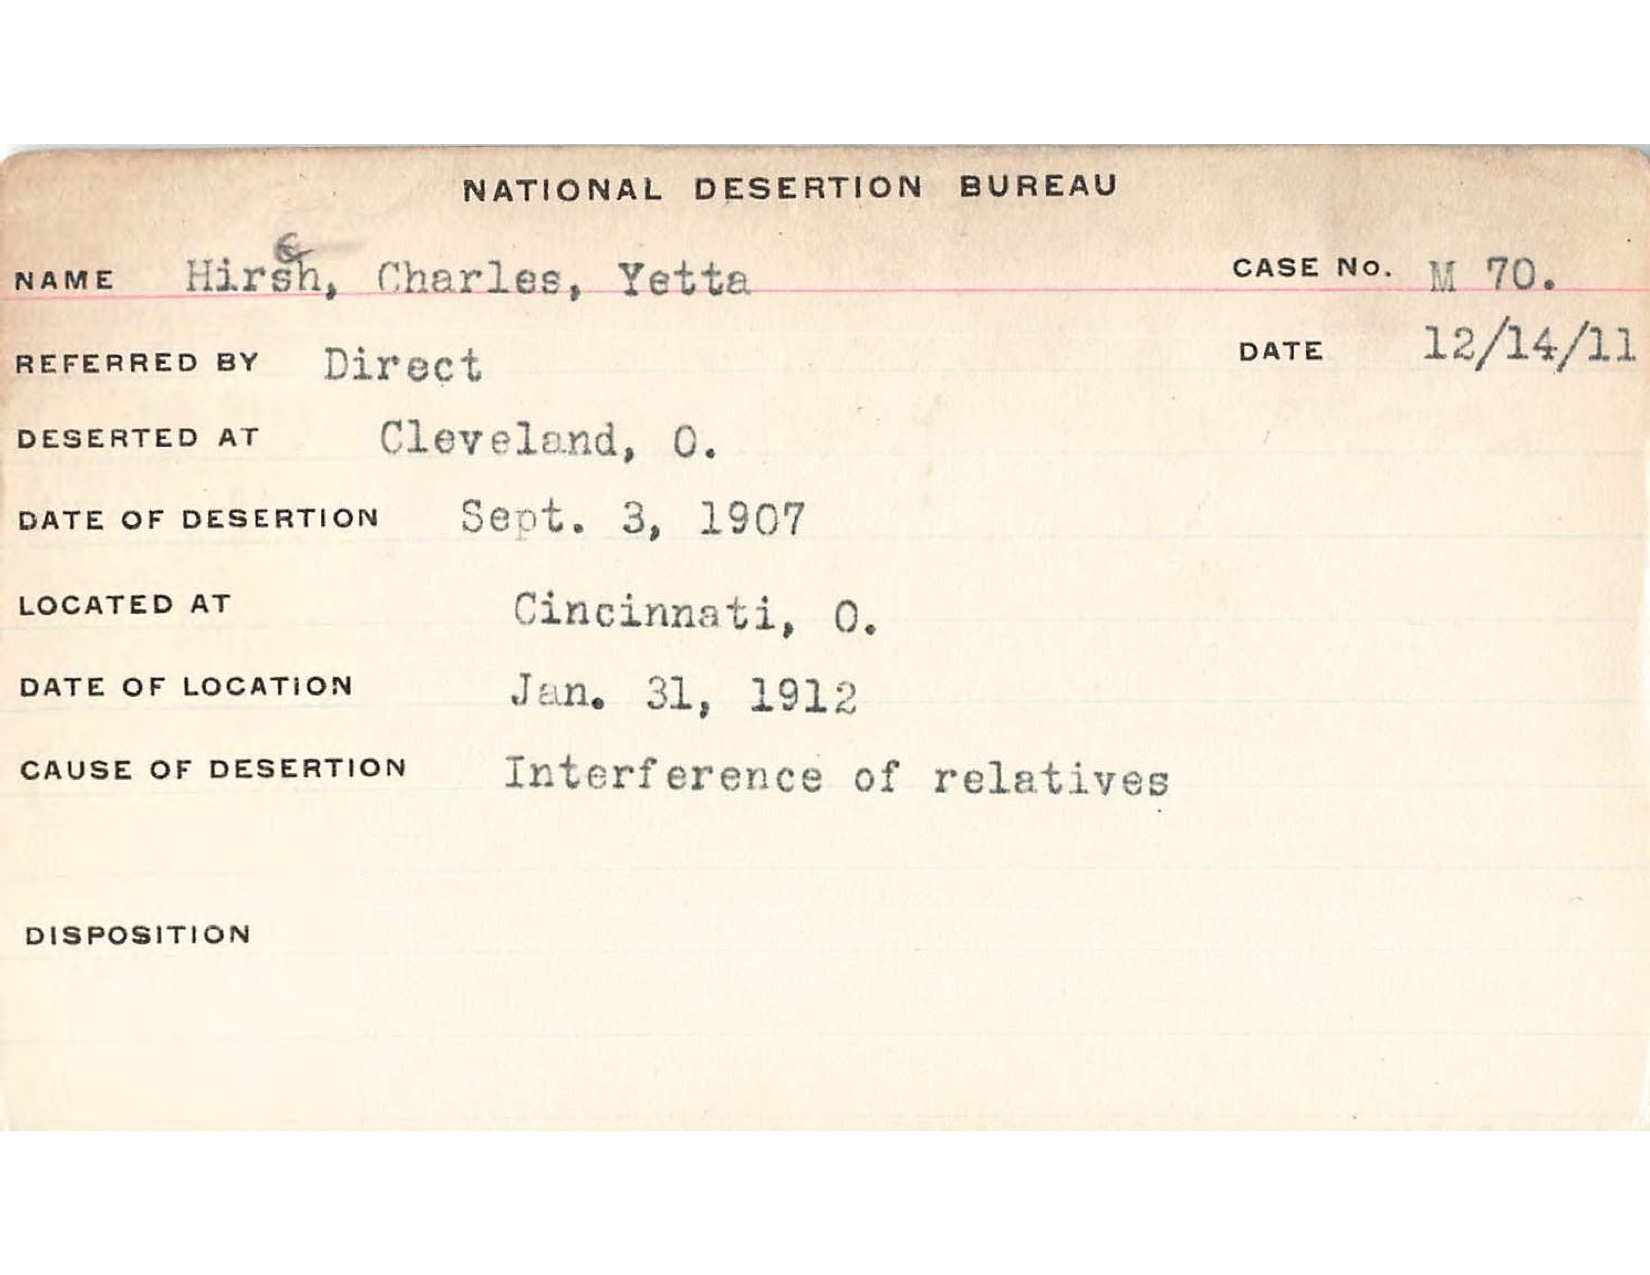 NATIONAL DESERTION BUREAU
NAME Hirsch, Charles, Yetta CASE No. M 70.
REFERRED BY Direct DATE 12/14/11
DESERTED AT Cleveland, O.
DATE OF DESERTION Sept. 3, 1907
LOCATED AT Cincinnati, O.
DATE OF LOCATION Jan. 31, 1912
CAUSE OF DESERTION Interference of relatives
DISPOSITION